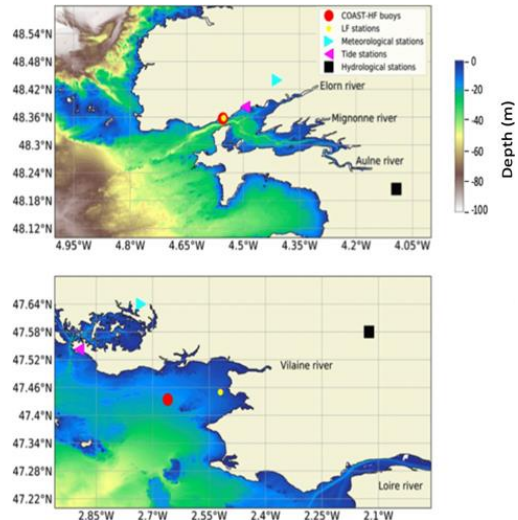 COAST-HF buoys
LF stations
Meteorological stations
Tide stations
Hydrological stations
48.54°N
48.48°N
48.42°N
48.36°N
48.3°N
48.24°N
48.18°N
48.12°N
Elorn river
Mignonne river
Aulne river
4.95°W 4.8°W 4.65°W 4.5°W 4.35°W 4.2°W 4.05°W
0
-20
-40
-60
-80
-100
Depth (m)
47.64°N
47.58°N
47.52°N
47.46°N
47.4°N
47.34°N
47.28°N
47.22°N
Vilaine river
Loire river
2.85°W 2.7°W 2.55°W 2.4°W 2.25°W 2.1°W